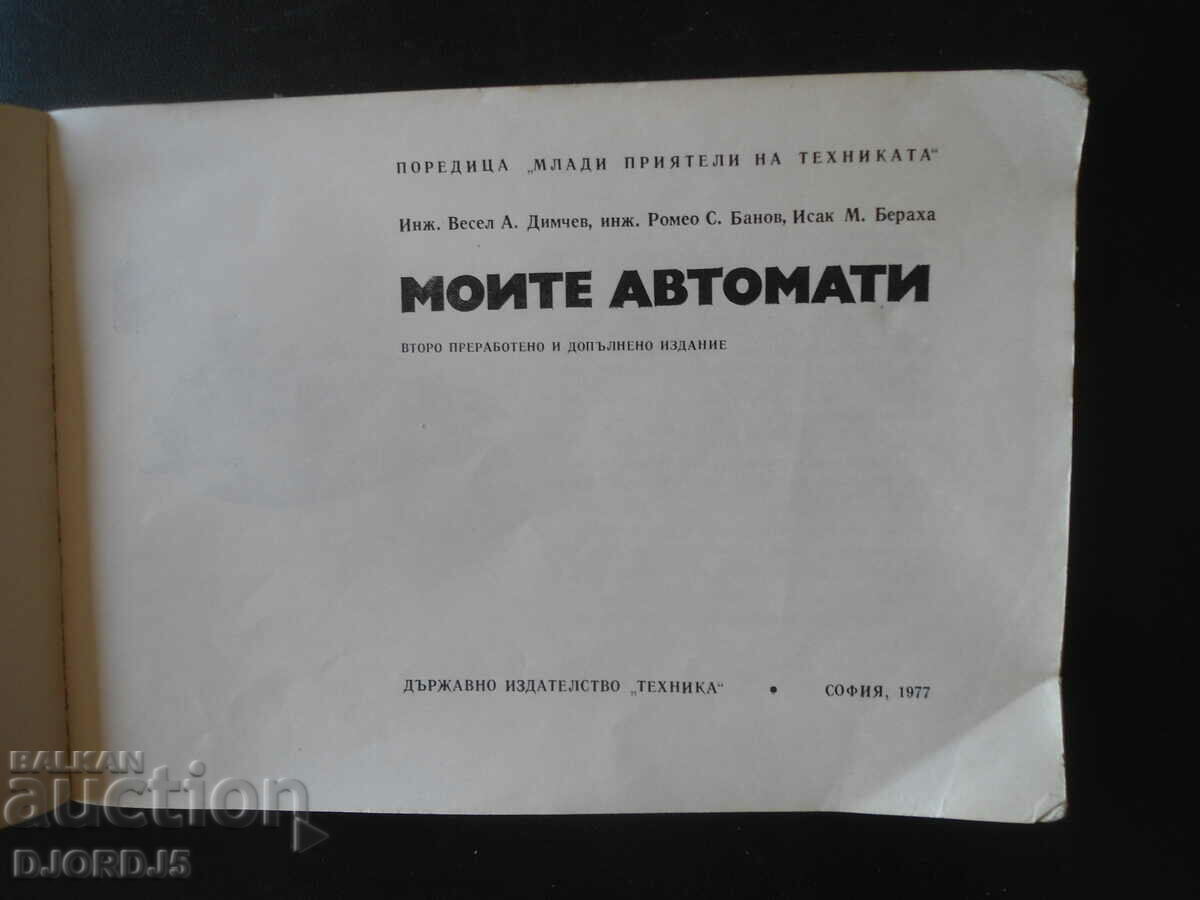 ПОРЕДИЦА „МЛАДИ ПРИЯТЕЛИ НА ТЕХНИКАТА“
Инж. Весел А. Димчев, инж. Ромео С. Банов, Исак М. Бераха
МОИТЕ АВТОМАТИ
ВТОРО ПРЕРАБОТЕНО И ДОПЪЛНЕНО ИЗДАНИЕ
ДЪРЖАВНО ИЗДАТЕЛСТВО „ТЕХНИКА“ • СОФИЯ, 1977
BALKAN
auction
DJORDJ5